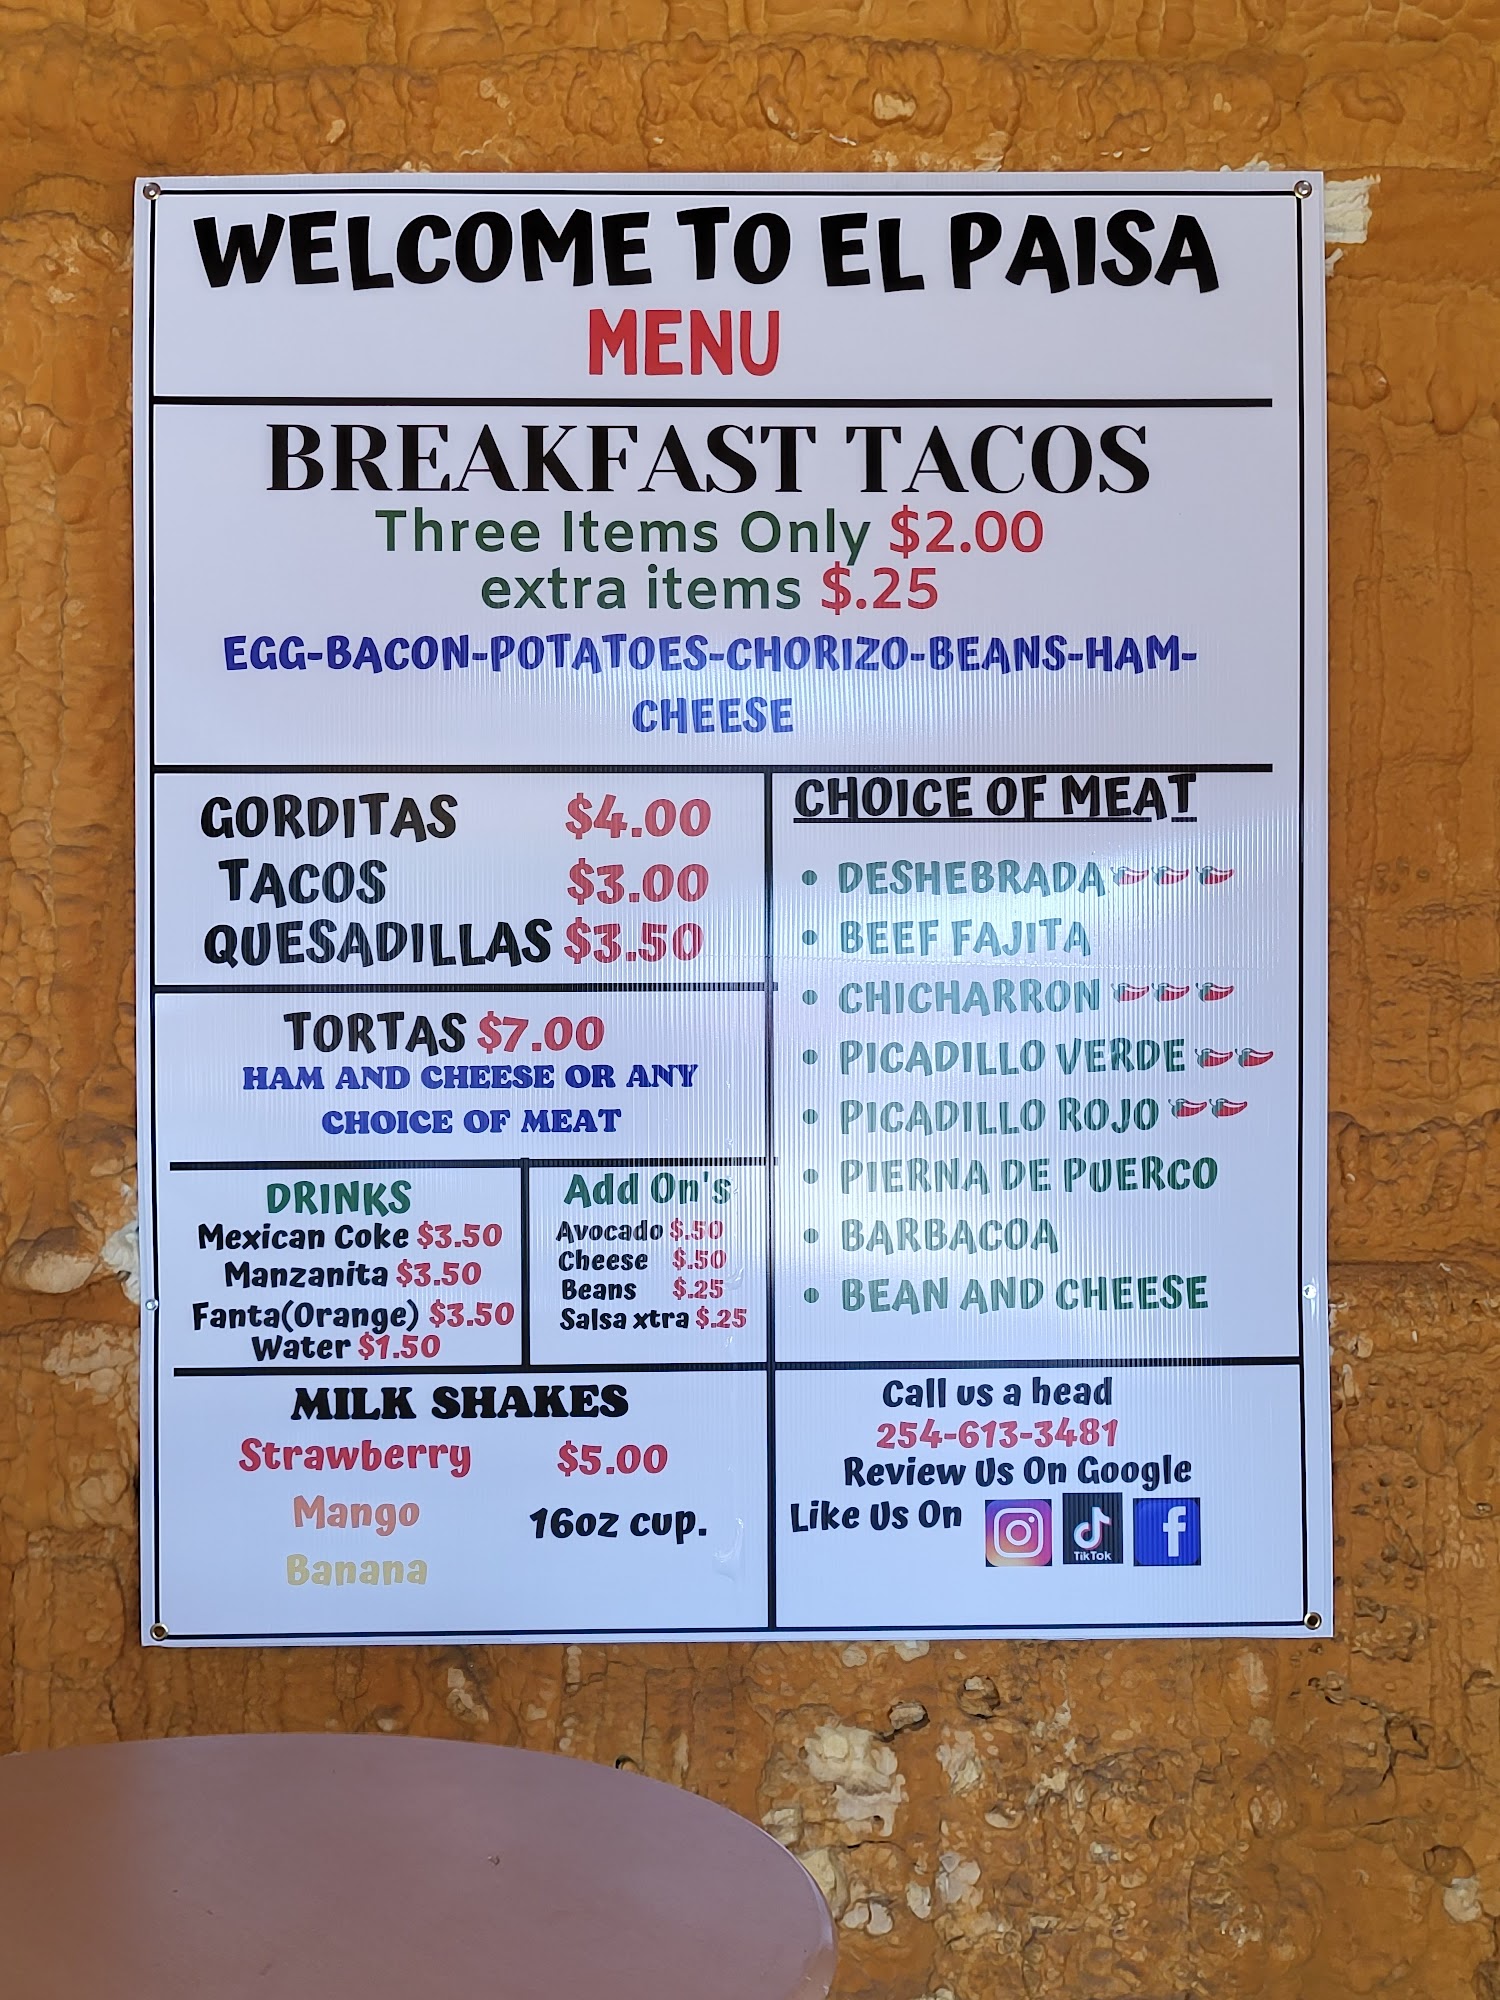 WELCOME TO EL PAISA
MENU
BREAKFAST TACOS
Three Items Only $2.00
extra items $.25
EGG-BACON-POTATOES-CHORIZO-BEANS-HAM-
CHEESE
GORDITAS $4.00
TACOS $3.00
QUESADILLAS $3.50
TORTAS $7.00
HAM AND CHEESE OR ANY
CHOICE OF MEAT
DRINKS
Mexican Coke $3.50
Manzanita $3.50
Fanta(Orange) $3.50
Water $1.50
Add On's
Avocado $.50
Cheese $.50
Beans $.25
Salsa xtra $.25
CHOICE OF MEAT
• DESHEBRADA
• BEEF FAJITA
• CHICHARRON
• PICADILLO VERDE
• PICADILLO ROJO
• PIERNA DE PUERCO
• BARBACOA
• BEAN AND CHEESE
MILK SHAKES
Strawberry $5.00
Mango 16oz cup.
Banana
Call us a head
254-613-3481
Review Us On Google
Like Us On
TikTok